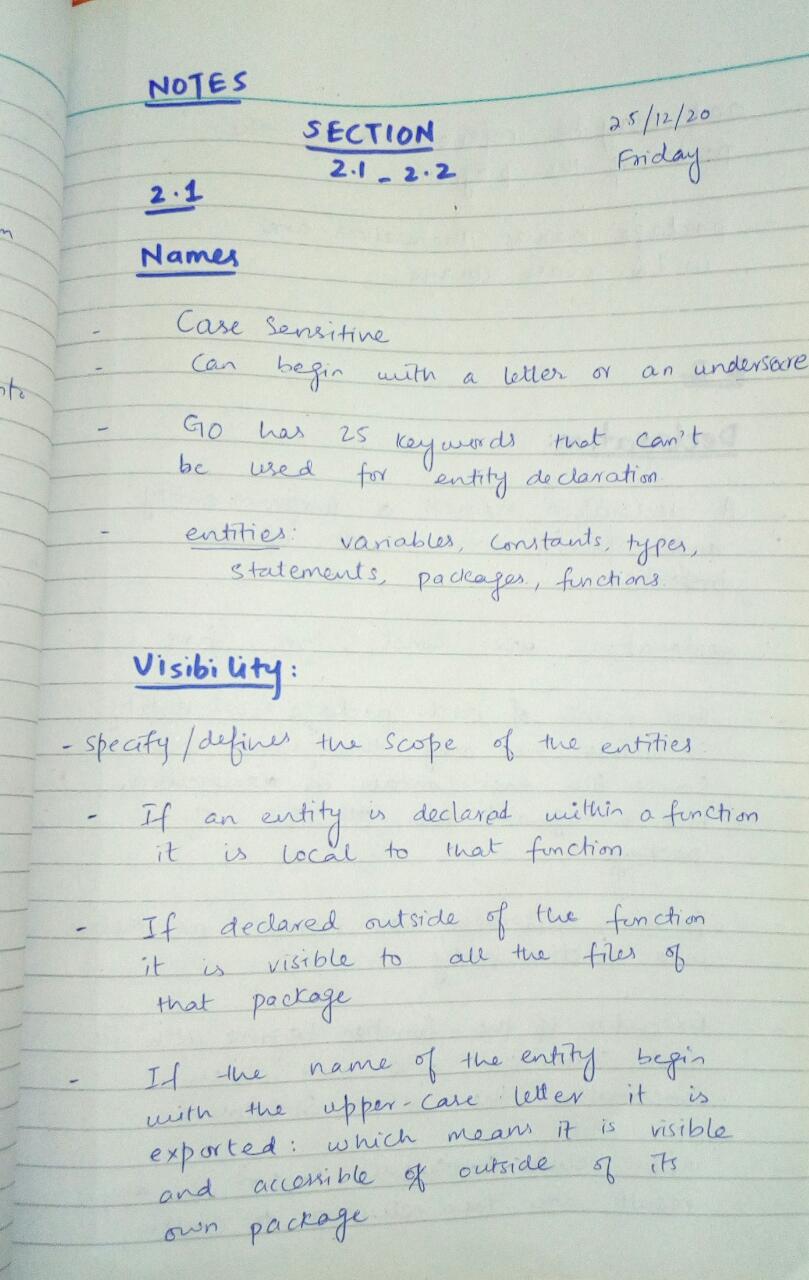 NOTES
25/12/20
SECTION
Friday
2.1 - 2.2
2.1
Names
- Case Sensitive
- Can begin with a letter or an undersocre
- GO has 25 keywords that can't
be used for entity declaration
- entities: variables, constants, types,
statements, packages, functions.
Visibility:
- specify/defines the scope of the entities
- If an entity is declared within a function
it is local to that function
- If declared outside of the function
it is visible to all the files of
that package
- If the name of the entity begin
with the upper-case letter it is
exported: which means it is visible
and accessible of outside of its
own package